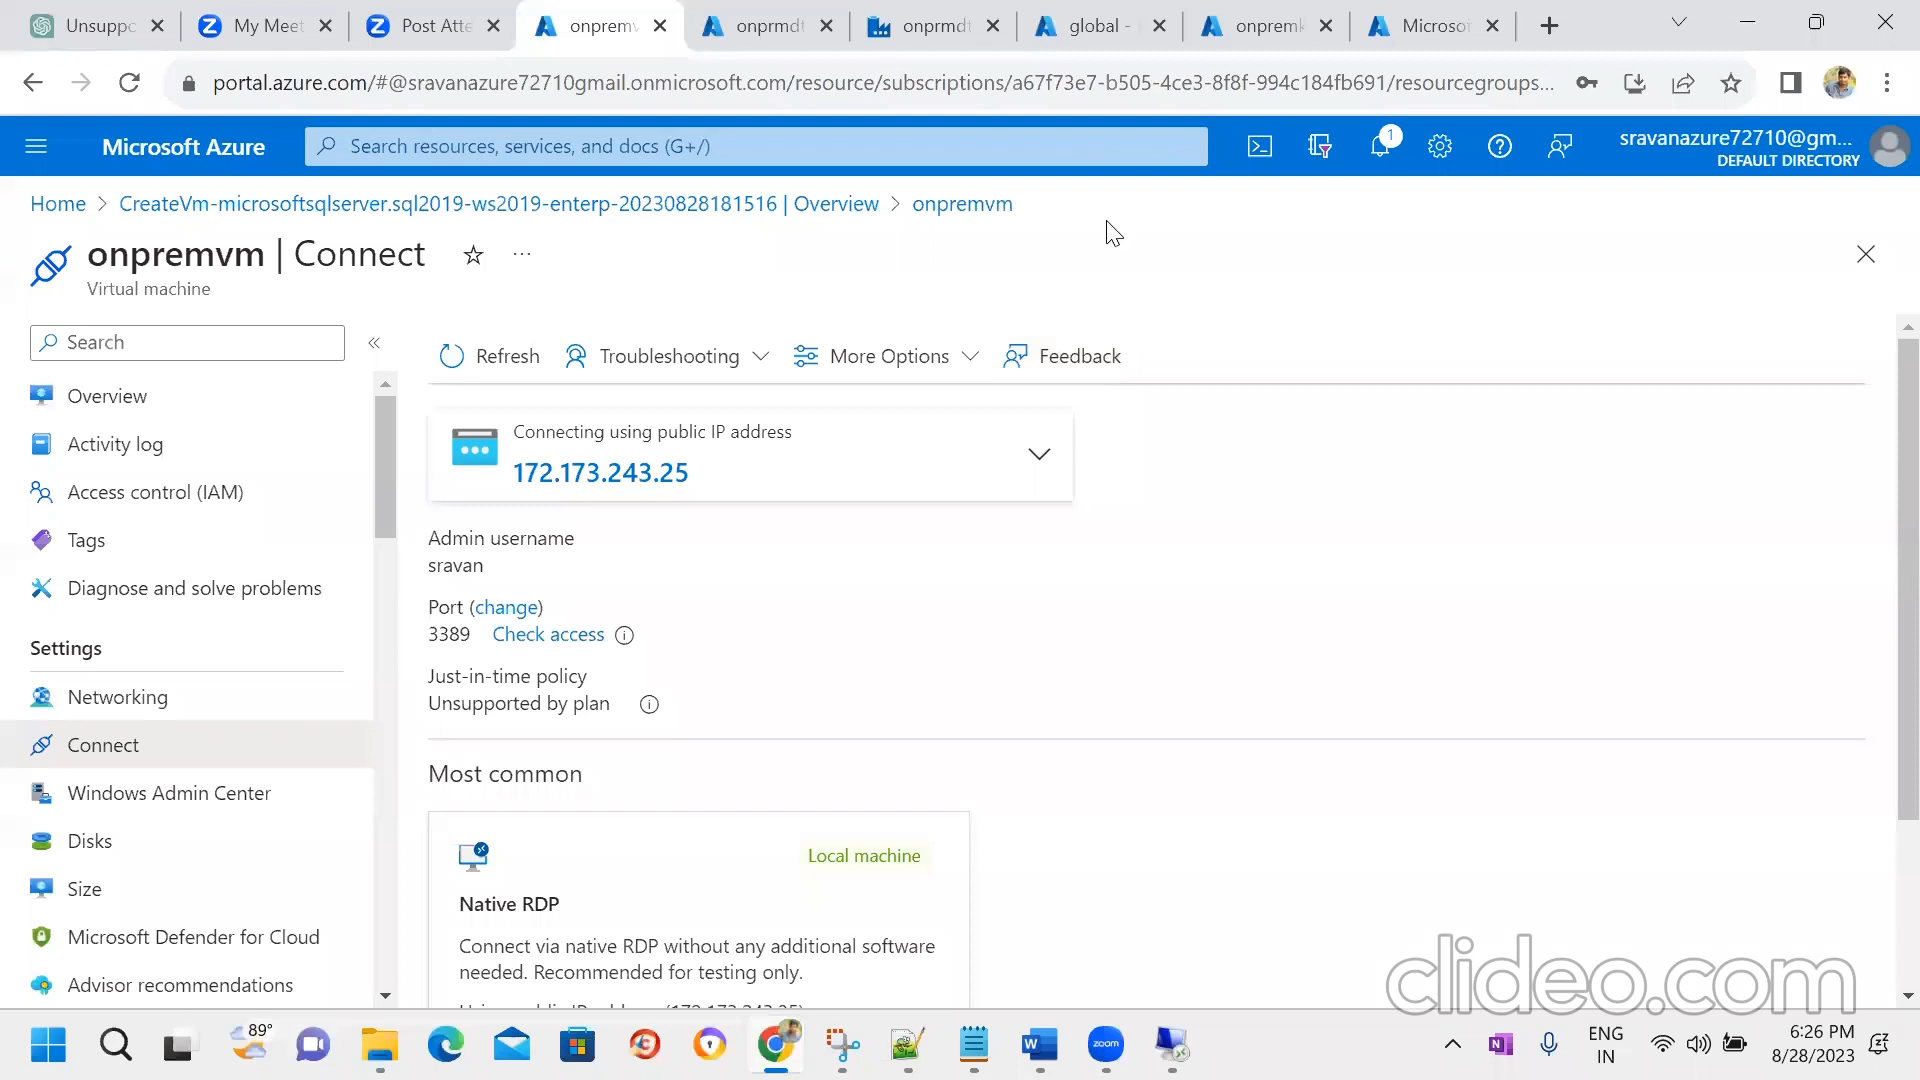 Unsuppo
My Meet
Post Atte
onpremv
onprmdt
onprmdt
global -
onpremk
Microsof
portal.azure.com/#@sravanazure72710gmail.onmicrosoft.com/resource/subscriptions/a67f73e7-b505-4ce3-8f8f-994c184fb691/resourcegroups...
Microsoft Azure
Search resources, services, and docs (G+/)
1
sravanazure72710@gm...
DEFAULT DIRECTORY
Home > CreateVm-microsoftsqlserver.sql2019-ws2019-enterp-20230828181516 | Overview > onpremvm
onpremvm | Connect
...
Virtual machine
Search
«
Refresh
Troubleshooting
More Options
Feedback
Overview
Activity log
Access control (IAM)
Tags
Diagnose and solve problems
Settings
Networking
Connect
Windows Admin Center
Disks
Size
Microsoft Defender for Cloud
Advisor recommendations
Connecting using public IP address
172.173.243.25
Admin username
sravan
Port (change)
3389 Check access
Just-in-time policy
Unsupported by plan
Most common
Local machine
Native RDP
Connect via native RDP without any additional software
needed. Recommended for testing only.
clideo.com
89°
zoom
ENG
IN
6:26 PM
8/28/2023